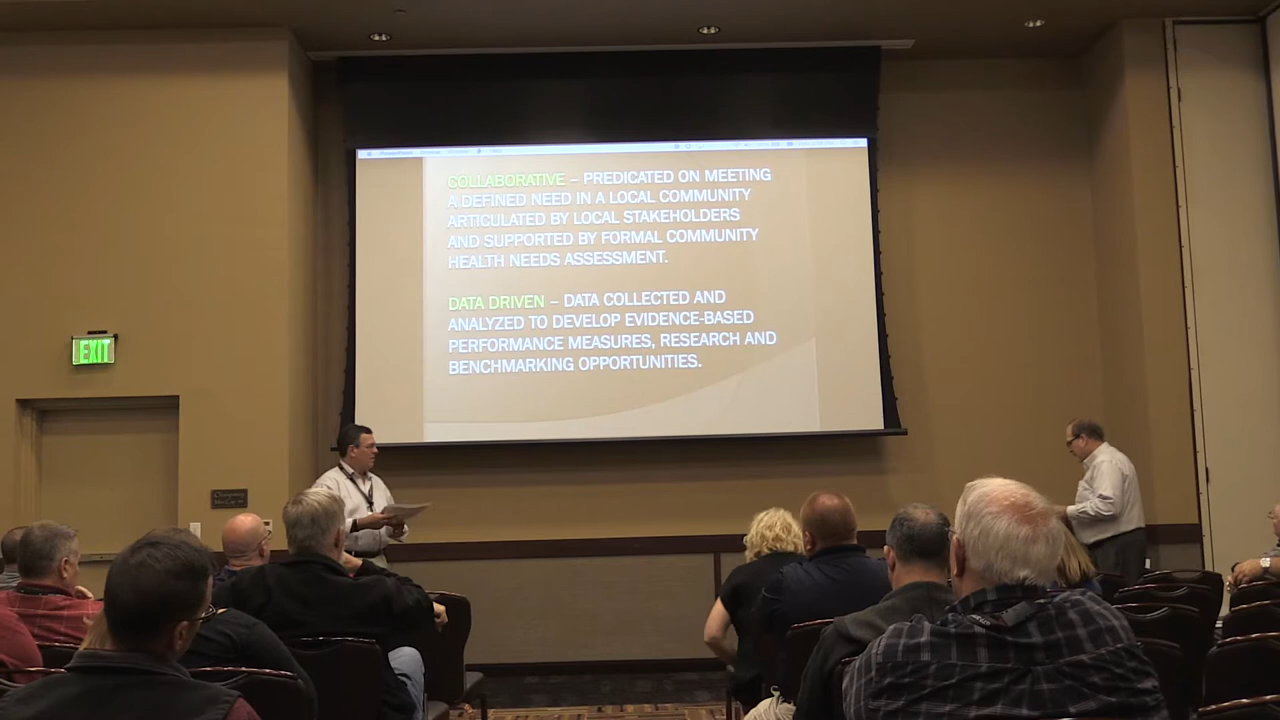 COLLABORATIVE – PREDICATED ON MEETING
A DEFINED NEED IN A LOCAL COMMUNITY
ARTICULATED BY LOCAL STAKEHOLDERS
AND SUPPORTED BY FORMAL COMMUNITY
HEALTH NEEDS ASSESSMENT.
DATA DRIVEN – DATA COLLECTED AND
ANALYZED TO DEVELOP EVIDENCE-BASED
PERFORMANCE MEASURES, RESEARCH AND
BENCHMARKING OPPORTUNITIES.
EXIT